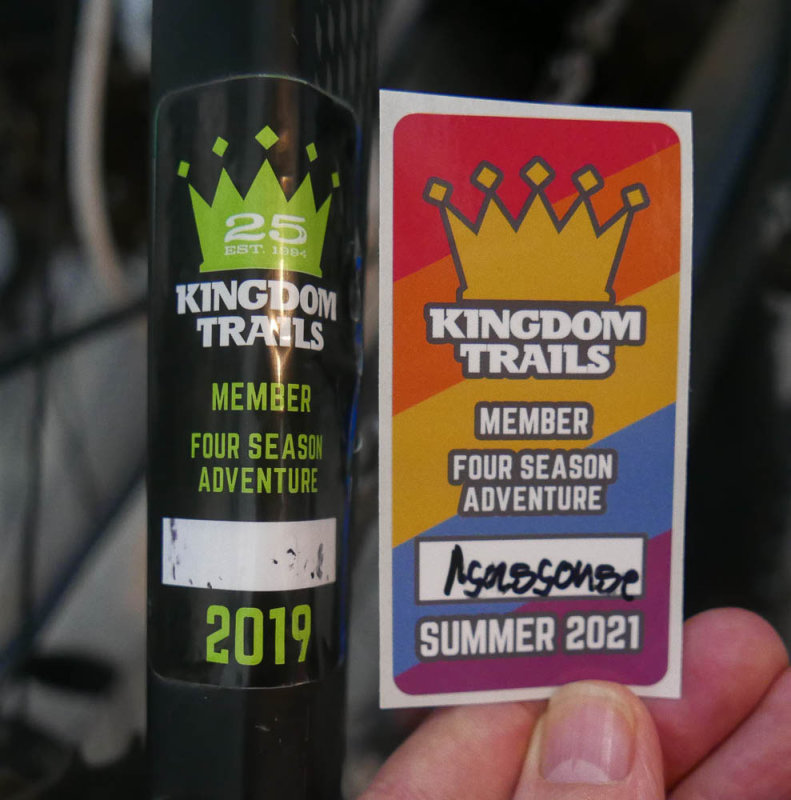 25
EST. 1994
KINGDOM
TRAILS
MEMBER
FOUR SEASON
ADVENTURE
2019
KINGDOM
TRAILS
MEMBER
FOUR SEASON
ADVENTURE
SUMMER 2021